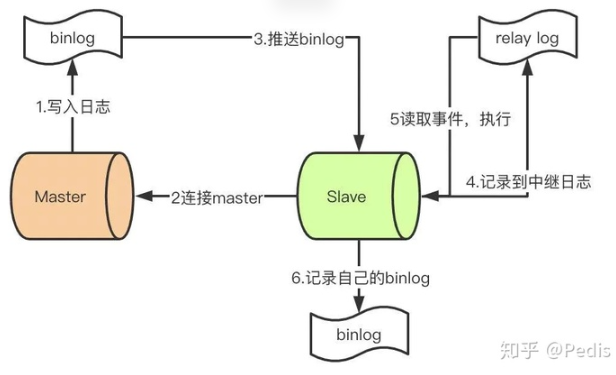 binlog
3.推送binlog
relay log
1.写入日志
5读取事件，执行
Master
2连接master
Slave
4.记录到中继日志
6.记录自己的binlog
binlog
知乎 @Pedis